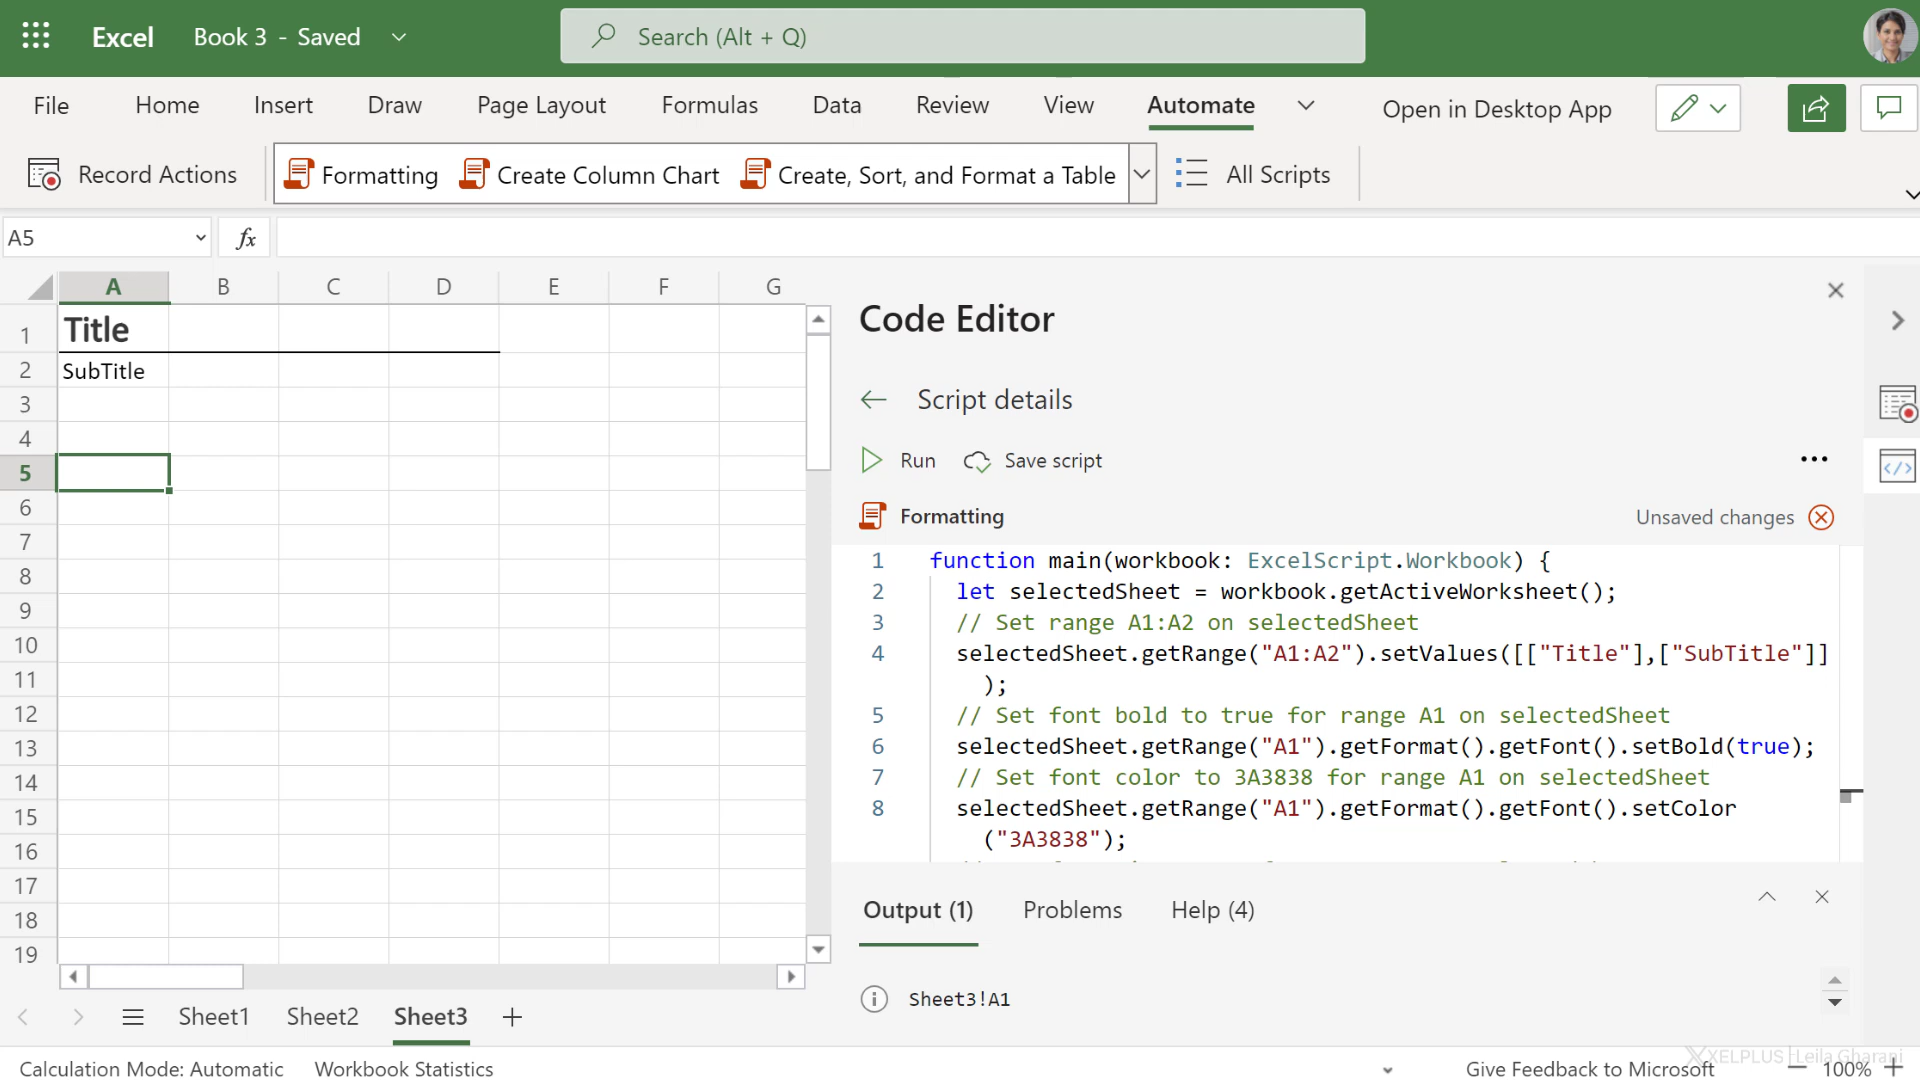 Excel Book 3 - Saved Search (Alt + Q)
File Home Insert Draw Page Layout Formulas Data Review View Automate Open in Desktop App
Record Actions Formatting Create Column Chart Create, Sort, and Format a Table All Scripts
A5 fx
A B C D E F G
1 Title
2 SubTitle
3
4
5
6
7
8
9
10
11
12
13
14
15
16
17
18
19
Sheet1 Sheet2 Sheet3
Calculation Mode: Automatic Workbook Statistics
Code Editor
Script details
Run Save script
Formatting Unsaved changes
1 function main(workbook: ExcelScript.Workbook) {
2 let selectedSheet = workbook.getActiveWorksheet();
3 // Set range A1:A2 on selectedSheet
4 selectedSheet.getRange("A1:A2").setValues([["Title"],["SubTitle"]]
);
5 // Set font bold to true for range A1 on selectedSheet
6 selectedSheet.getRange("A1").getFormat().getFont().setBold(true);
7 // Set font color to 3A3838 for range A1 on selectedSheet
8 selectedSheet.getRange("A1").getFormat().getFont().setColor
("3A3838");
Output (1) Problems Help (4)
Sheet3!A1
XELPLUS Leila Gharani
Give Feedback to Microsoft 100%